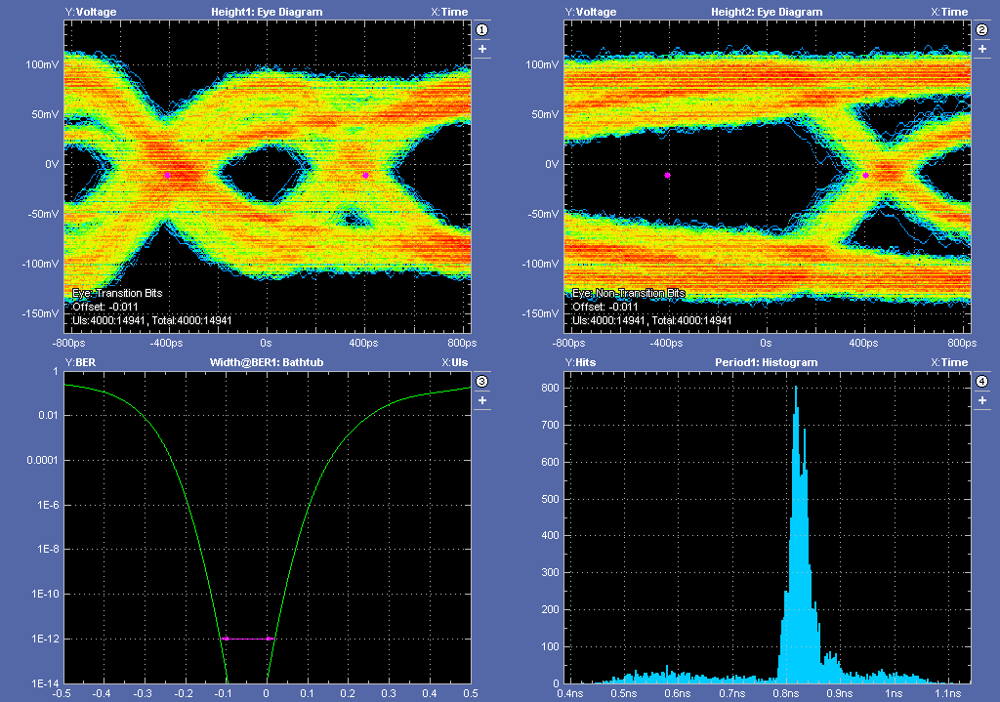 Y:Voltage Height1: Eye Diagram X:Time
1
+
100mV
50mV
0V
-50mV
-100mV
-150mV
Eye: Transition Bits
Offset: -0.011
UIs:4000:14941, Total:4000:14941
-800ps -400ps 0s 400ps 800ps
Y:Voltage Height2: Eye Diagram X:Time
2
+
100mV
50mV
0V
-50mV
-100mV
-150mV
Eye: Non-Transition Bits
Offset: -0.011
UIs:4000:14941, Total:4000:14941
-800ps -400ps 0s 400ps 800ps
Y:BER Width@BER1: Bathtub X:UIs
3
+
1
0.01
0.0001
1E-6
1E-8
1E-10
1E-12
1E-14
-0.5 -0.4 -0.3 -0.2 -0.1 0 0.1 0.2 0.3 0.4 0.5
Y:Hits Period1: Histogram X:Time
4
+
800
700
600
500
400
300
200
100
0
0.4ns 0.5ns 0.6ns 0.7ns 0.8ns 0.9ns 1ns 1.1ns